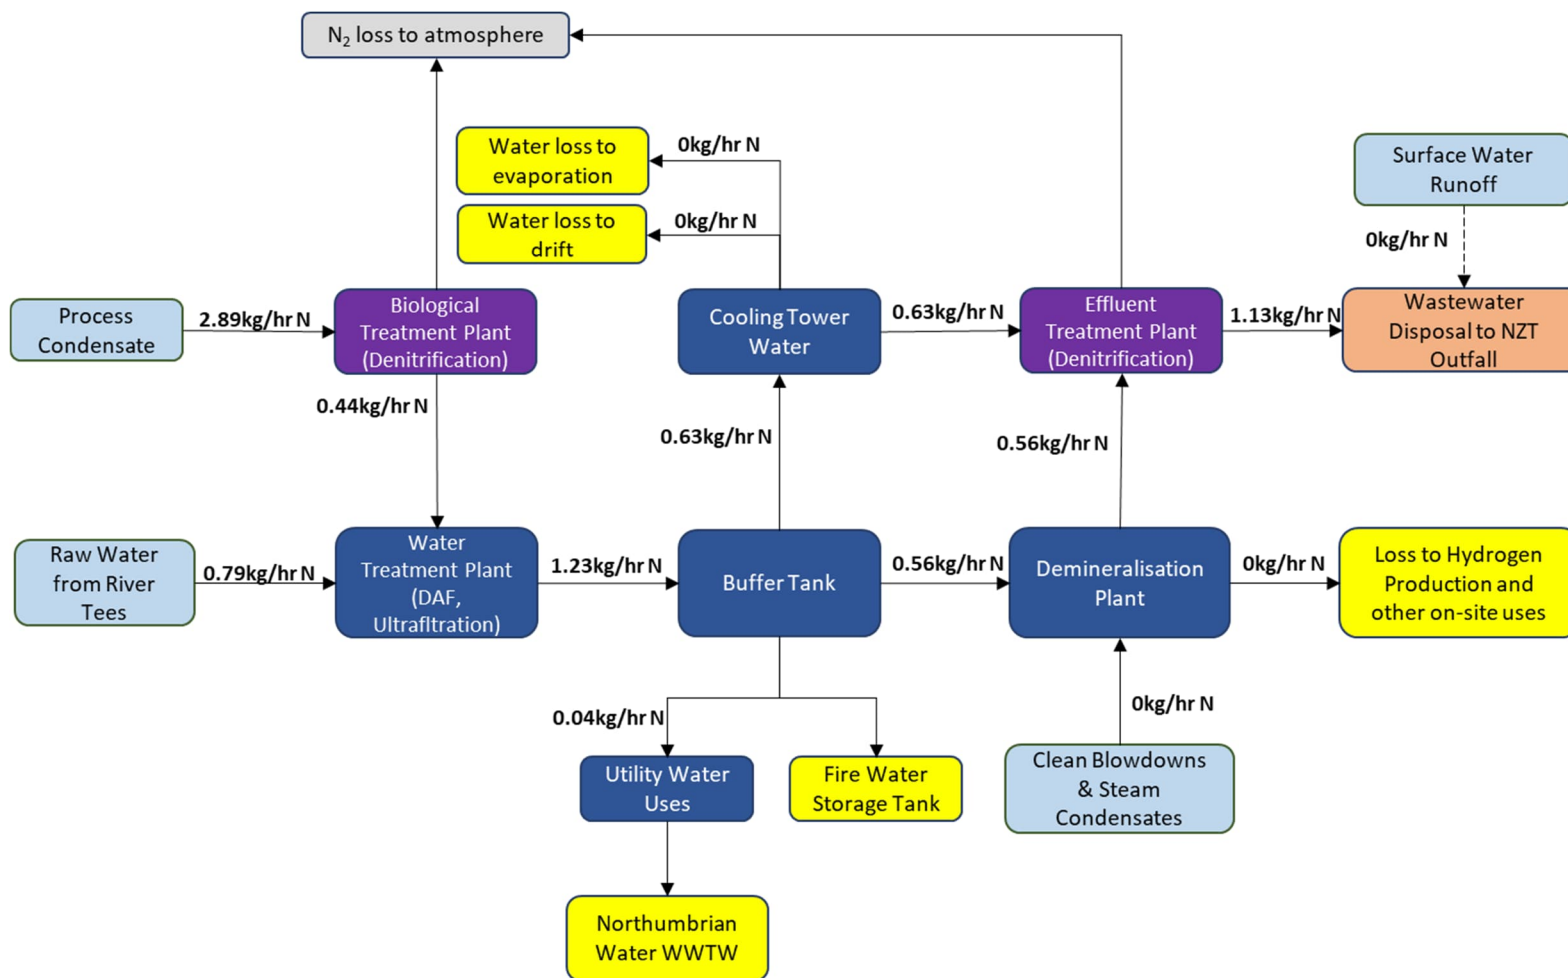 N₂ loss to atmosphere
Water loss to
evaporation
0kg/hr N
Water loss to
drift
0kg/hr N
Surface Water
Runoff
0kg/hr N
Process
Condensate
2.89kg/hr N
Biological
Treatment Plant
(Denitrification)
Cooling Tower
Water
0.63kg/hr N
Effluent
Treatment Plant
(Denitrification)
1.13kg/hr N
Wastewater
Disposal to NZT
Outfall
0.44kg/hr N
0.63kg/hr N
0.56kg/hr N
Raw Water
from River
Tees
0.79kg/hr N
Water
Treatment Plant
(DAF,
Ultrafltration)
1.23kg/hr N
Buffer Tank
0.56kg/hr N
Demineralisation
Plant
0kg/hr N
Loss to Hydrogen
Production and
other on-site uses
0.04kg/hr N
0kg/hr N
Utility Water
Uses
Fire Water
Storage Tank
Clean Blowdowns
& Steam
Condensates
Northumbrian
Water WWTW